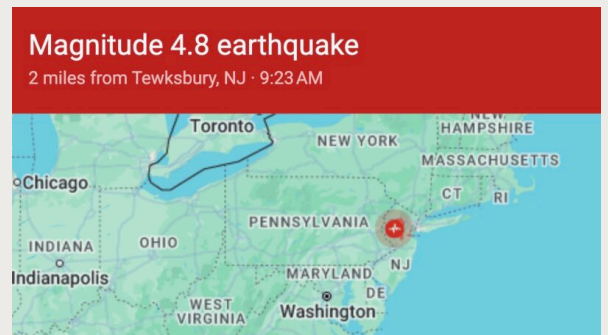 Magnitude 4.8 earthquake
2 miles from Tewksbury, NJ · 9:23 AM
Toronto
NEW YORK
NEW
HAMPSHIRE
MASSACHUSETTS
Chicago
CT
RI
PENNSYLVANIA
INDIANA
OHIO
NJ
Indianapolis
MARYLAND
DE
WEST
VIRGINIA
Washington